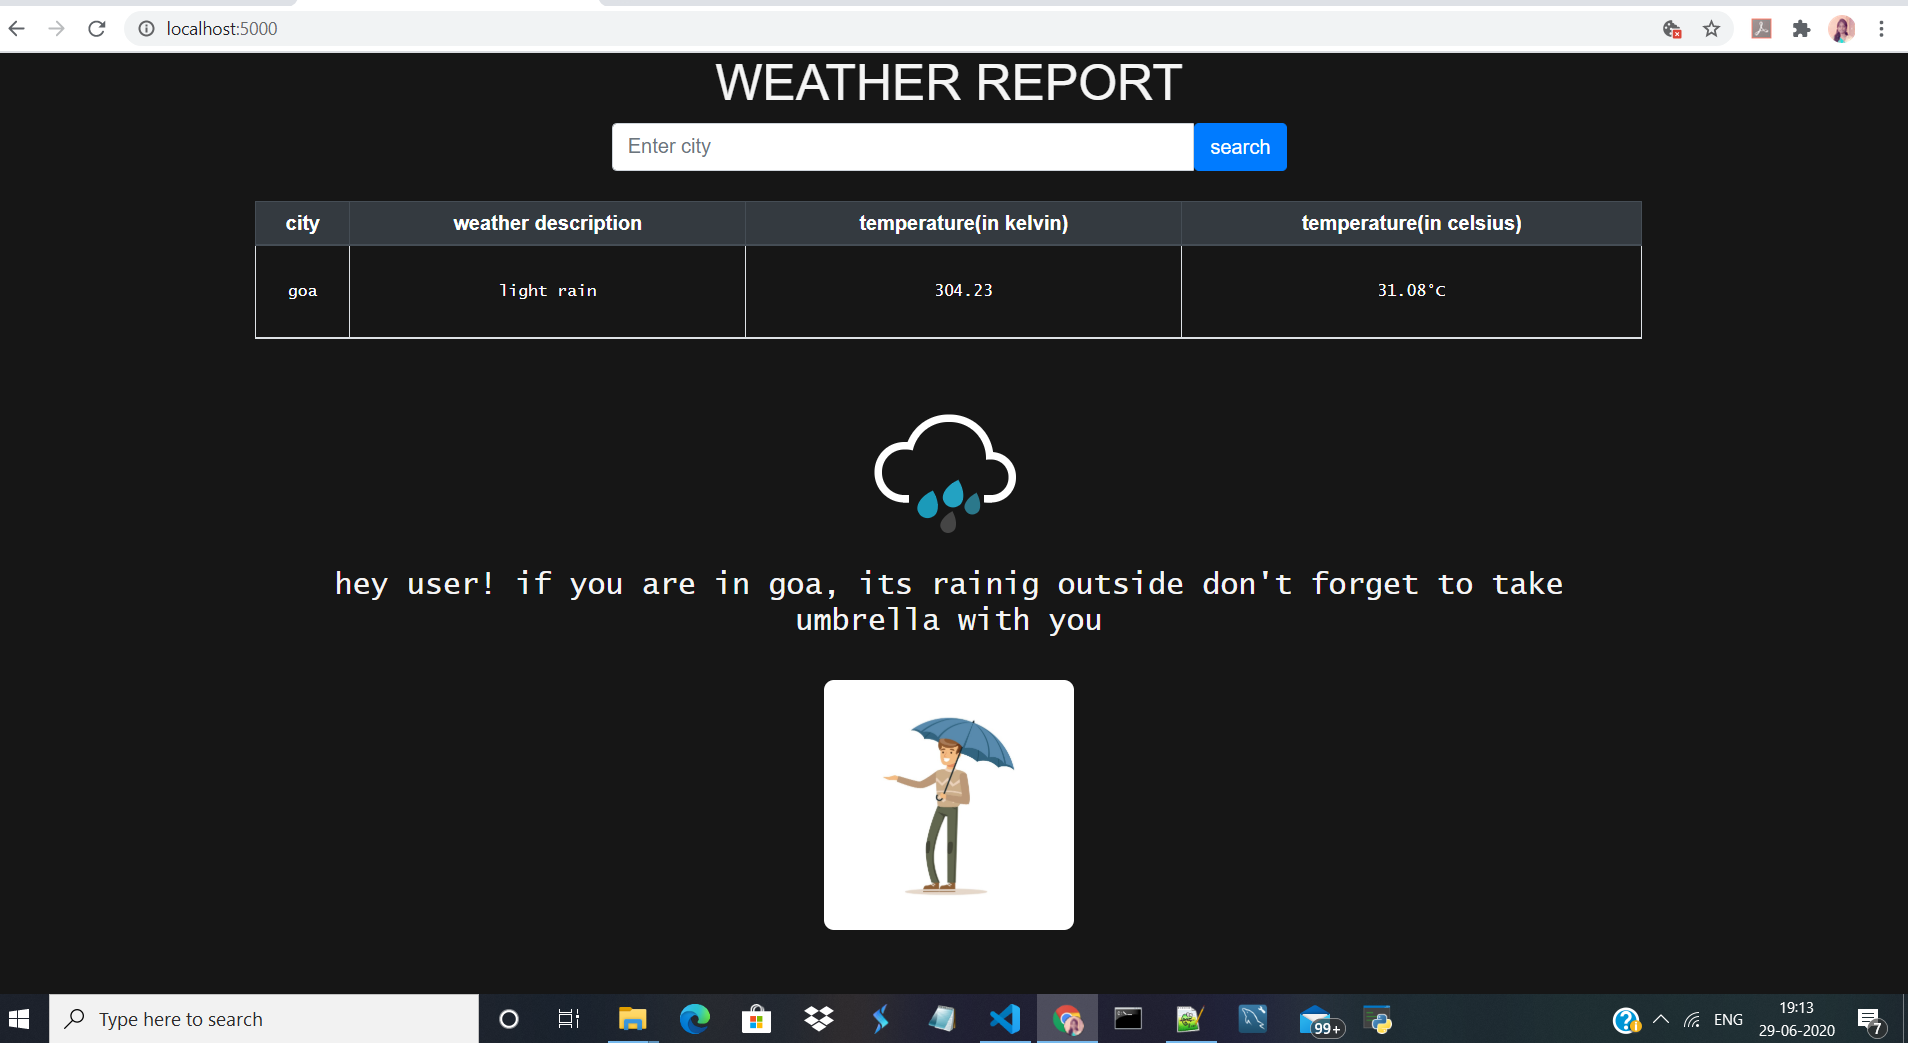 localhost:5000
WEATHER REPORT
Enter city
search
city weather description temperature(in kelvin) temperature(in celsius)
goa light rain 304.23 31.08°C
hey user! if you are in goa, its rainig outside don't forget to take
umbrella with you
Type here to search
99+
ENG
19:13
29-06-2020
7